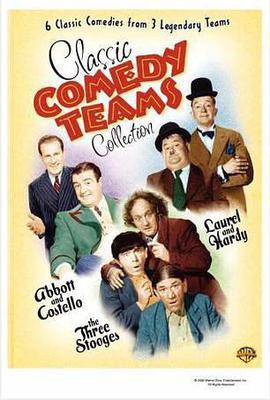 6 Classic Comedies from 3 Legendary Teams
Classic
COMEDY
TEAMS
Collection
Laurel
and
Hardy
Abbott
and
Costello
The
Three
Stooges